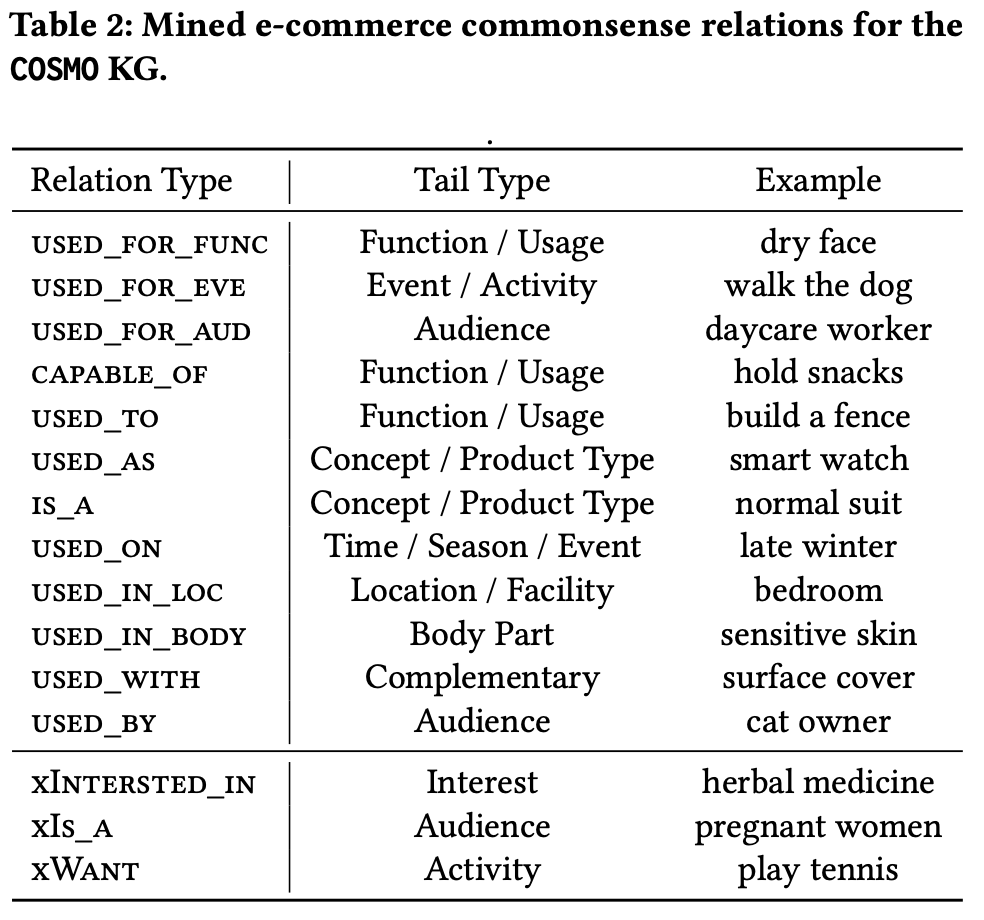 Table 2: Mined e-commerce commonsense relations for the
COSMO KG.
.
Relation Type Tail Type Example
USED_FOR_FUNC Function / Usage dry face
USED_FOR_EVE Event / Activity walk the dog
USED_FOR_AUD Audience daycare worker
CAPABLE_OF Function / Usage hold snacks
USED_TO Function / Usage build a fence
USED_AS Concept / Product Type smart watch
IS_A Concept / Product Type normal suit
USED_ON Time / Season / Event late winter
USED_IN_LOC Location / Facility bedroom
USED_IN_BODY Body Part sensitive skin
USED_WITH Complementary surface cover
USED_BY Audience cat owner
xINTERSTED_IN Interest herbal medicine
xIS_A Audience pregnant women
xWANT Activity play tennis